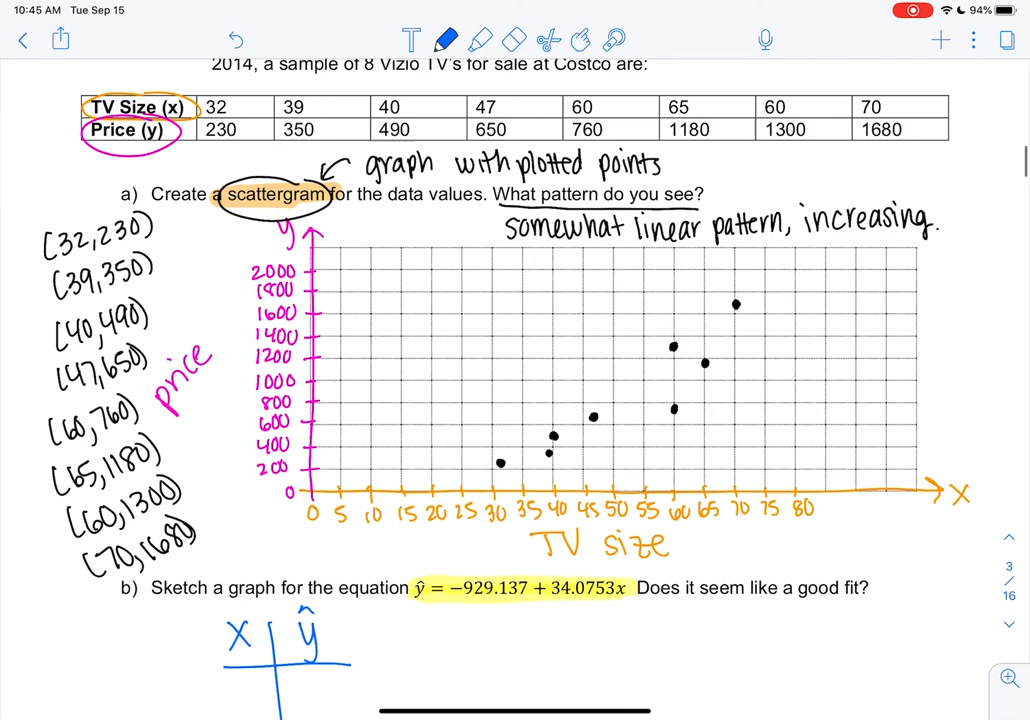 10:45 AM Tue Sep 15 94%
2014, a sample of 8 Vizio TV's for sale at Costco are:
TV Size (x) 32 39 40 47 60 65 60 70
Price (y) 230 350 490 650 760 1180 1300 1680
graph with plotted points
a) Create a scattergram for the data values. What pattern do you see?
somewhat linear pattern, increasing.
(32,230)
(39,350)
(40,490)
(47,650)
(60,760)
(65,1180)
(60,1300)
(70,1680)
price
y
2000
1800
1600
1400
1200
1000
800
600
400
200
0
0 5 10 15 20 25 30 35 40 45 50 55 60 65 70 75 80
x
TV size
b) Sketch a graph for the equation ŷ = −929.137 + 34.0753x Does it seem like a good fit?
x ŷ
3
/
16
T